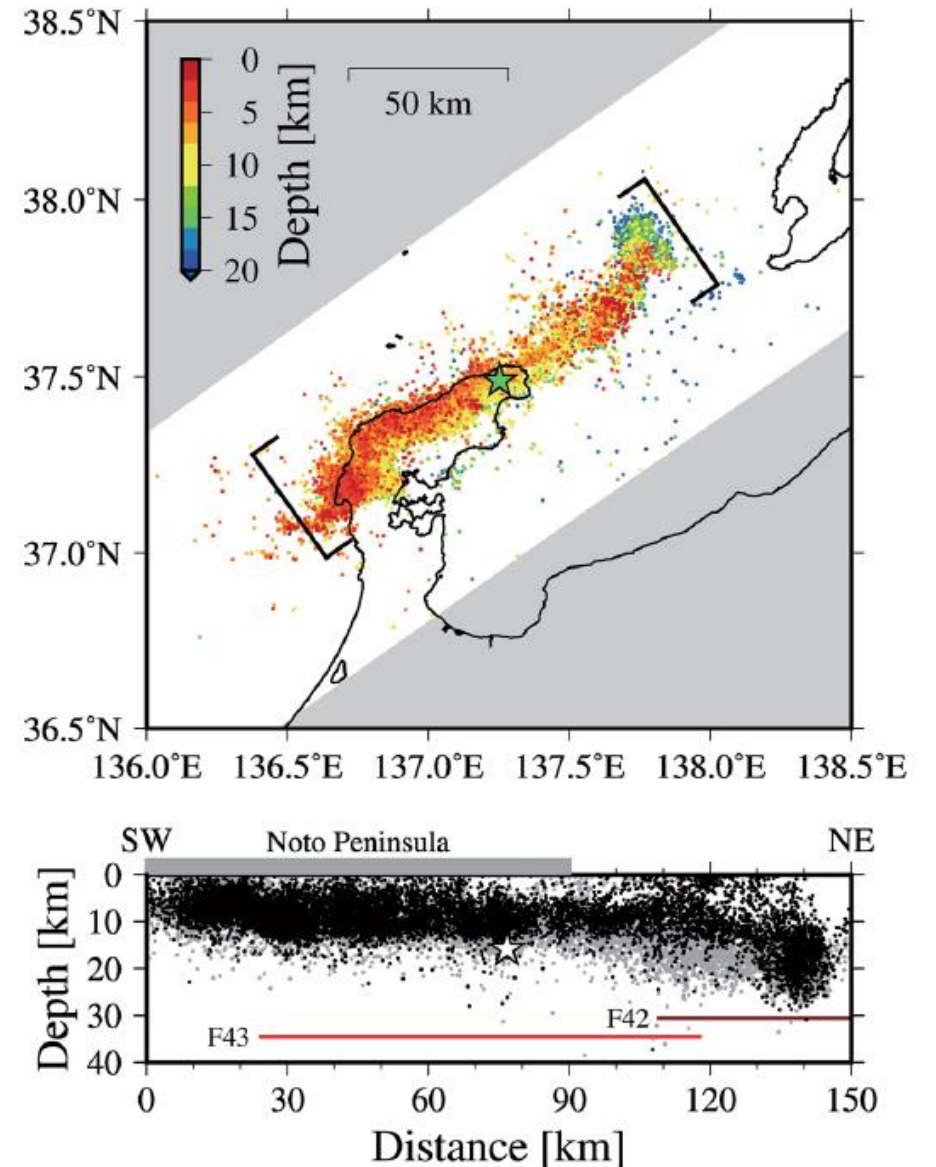 38.5°N
38.0°N
37.5°N
37.0°N
36.5°N
136.0°E 136.5°E 137.0°E 137.5°E 138.0°E 138.5°E
0
5
10
15
20
Depth [km]
50 km
SW Noto Peninsula NE
0
10
20
30
40
Depth [km]
F42
F43
0 30 60 90 120 150
Distance [km]